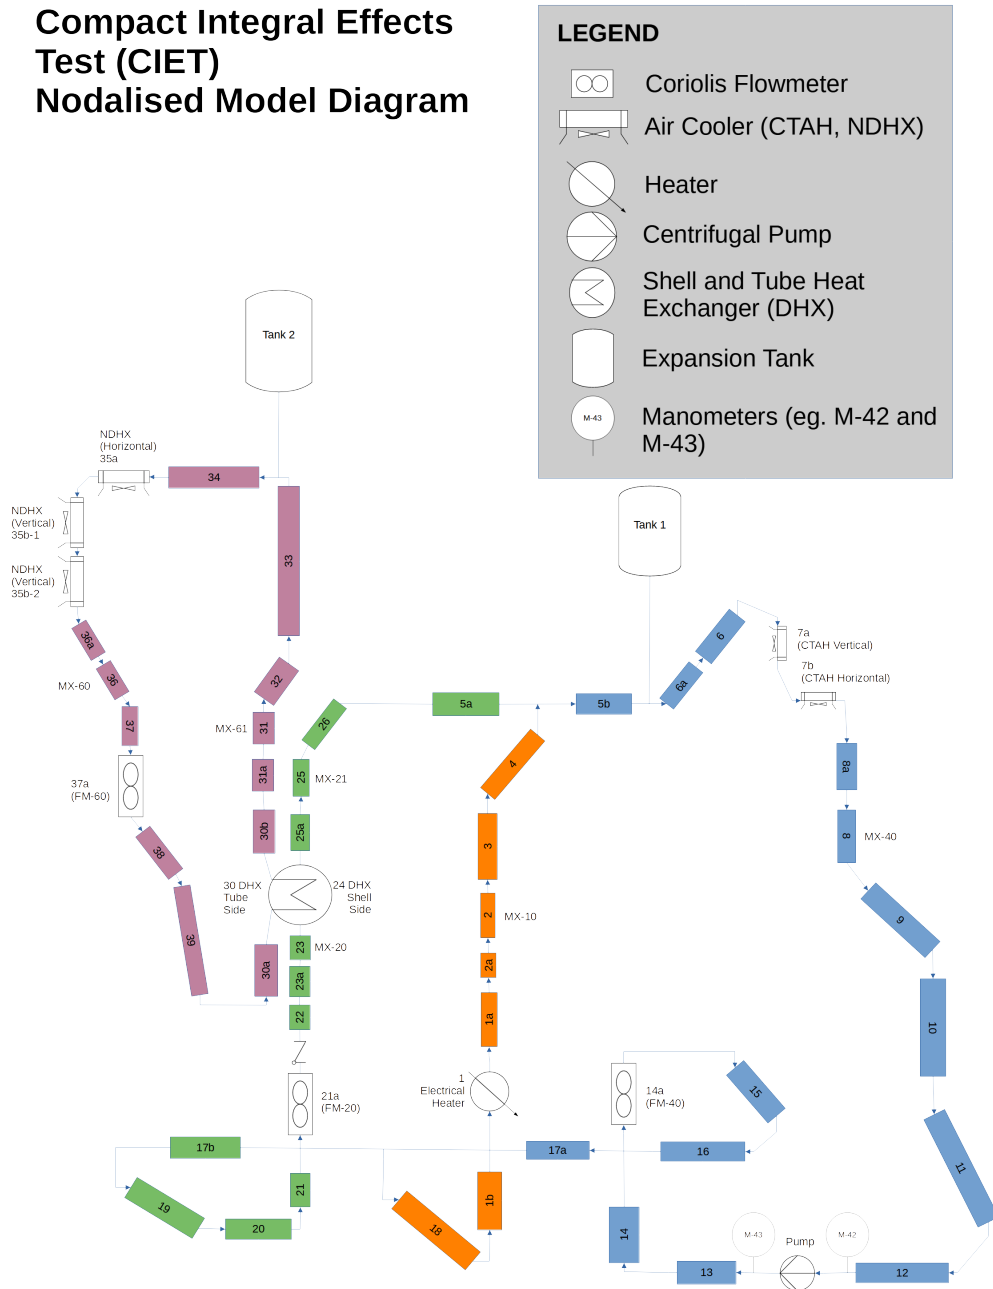 Compact Integral Effects
Test (CIET)
Nodalised Model Diagram
LEGEND
Coriolis Flowmeter
Air Cooler (CTAH, NDHX)
Heater
Centrifugal Pump
Shell and Tube Heat
Exchanger (DHX)
Expansion Tank
M-43
Manometers (eg. M-42 and
M-43)
Tank 2
NDHX
(Horizontal)
35a
34
NDHX
(Vertical)
35b-1
NDHX
(Vertical)
35b-2
33
36a
36
MX-60
37
37a
(FM-60)
38
39
32
31
MX-61
31a
30b
30 DHX
Tube
Side
24 DHX
Shell
Side
30a
26
25
MX-21
25a
23
MX-20
23a
22
21a
(FM-20)
21
17b
19
20
5a
5b
4
3
2
MX-10
2a
1a
1
Electrical
Heater
1b
18
Tank 1
6
6a
7a
(CTAH Vertical)
7b
(CTAH Horizontal)
8a
8
MX-40
9
10
11
12
M-42
Pump
M-43
13
14
14a
(FM-40)
15
16
17a